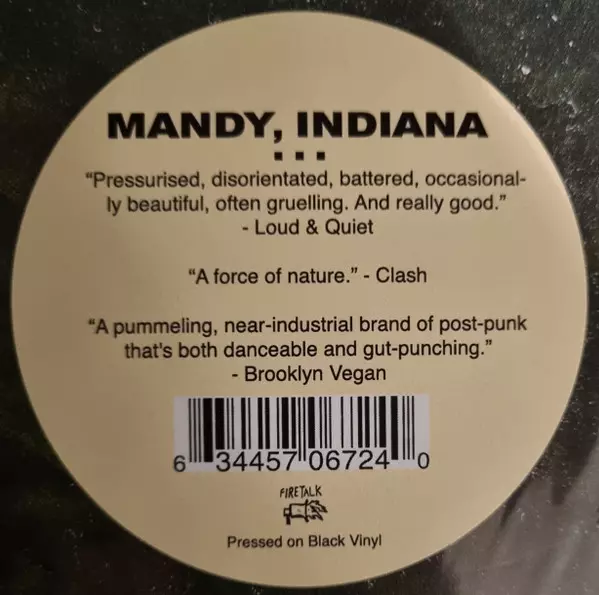 MANDY, INDIANA
▪ ▪ ▪
“Pressurised, disorientated, battered, occasional-
ly beautiful, often gruelling. And really good.”
- Loud & Quiet
“A force of nature.” - Clash
“A pummeling, near-industrial brand of post-punk
that's both danceable and gut-punching.”
- Brooklyn Vegan
6 34457 06724 0
FIRETALK
Pressed on Black Vinyl